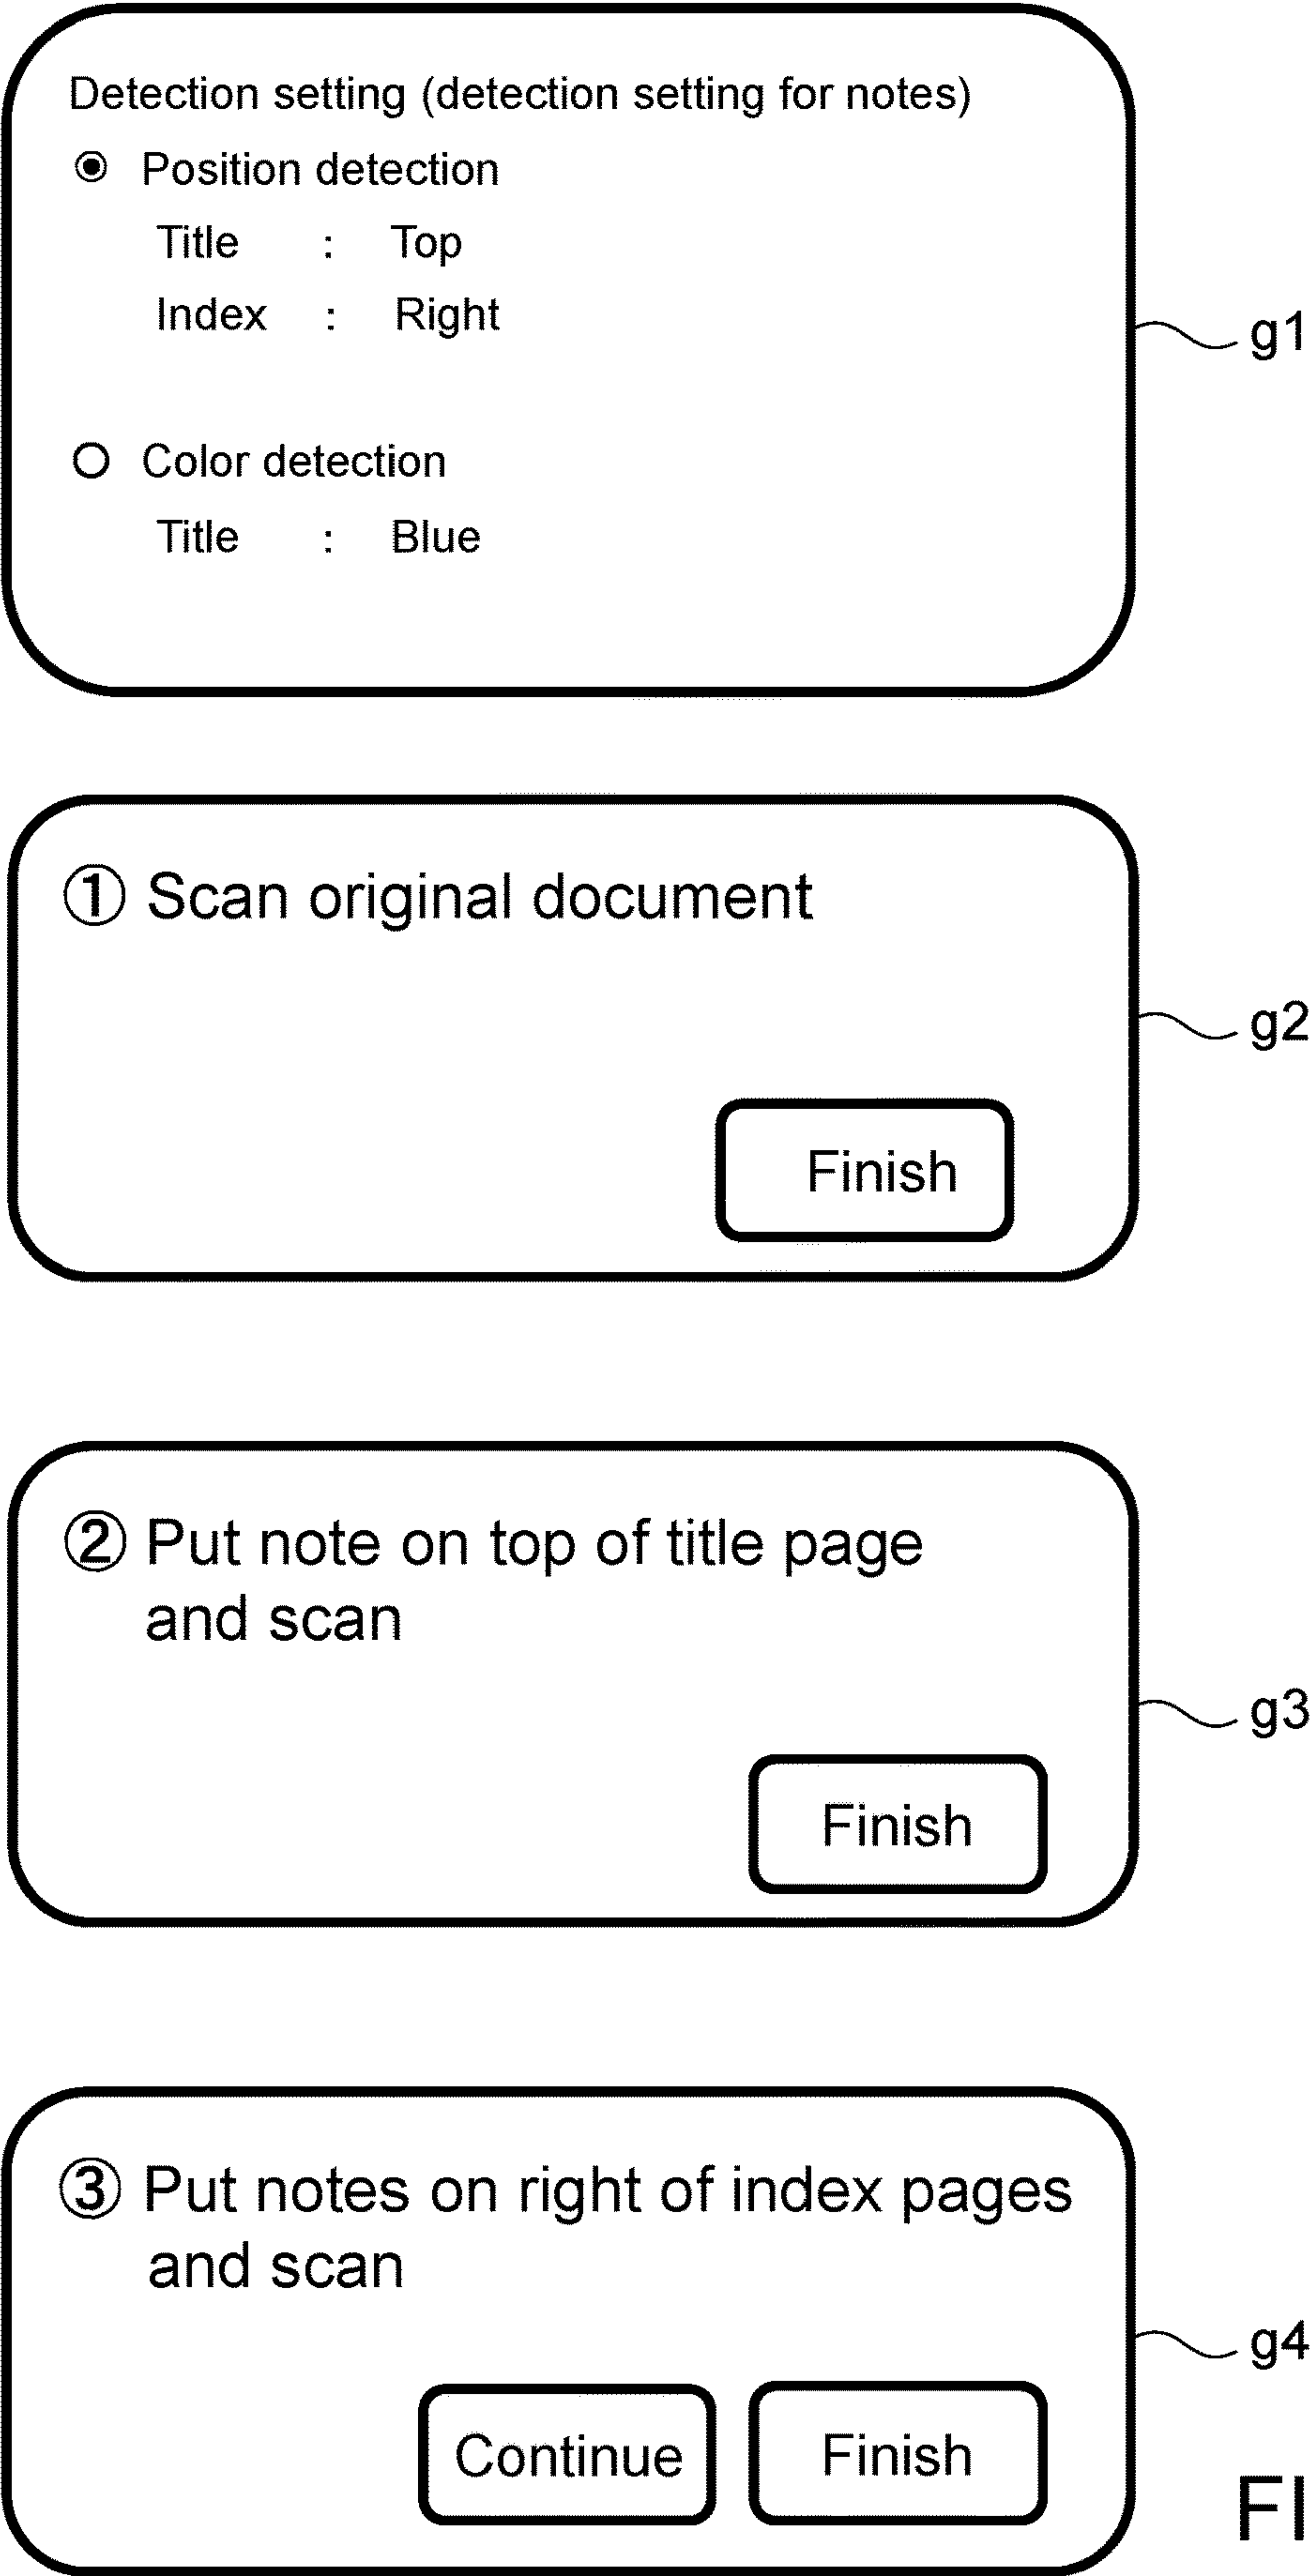 Detection setting (detection setting for notes)
Position detection
Title : Top
Index : Right
g1
Color detection
Title : Blue
① Scan original document
g2
Finish
② Put note on top of title page
and scan
g3
Finish
③ Put notes on right of index pages
and scan
g4
Continue Finish
FI